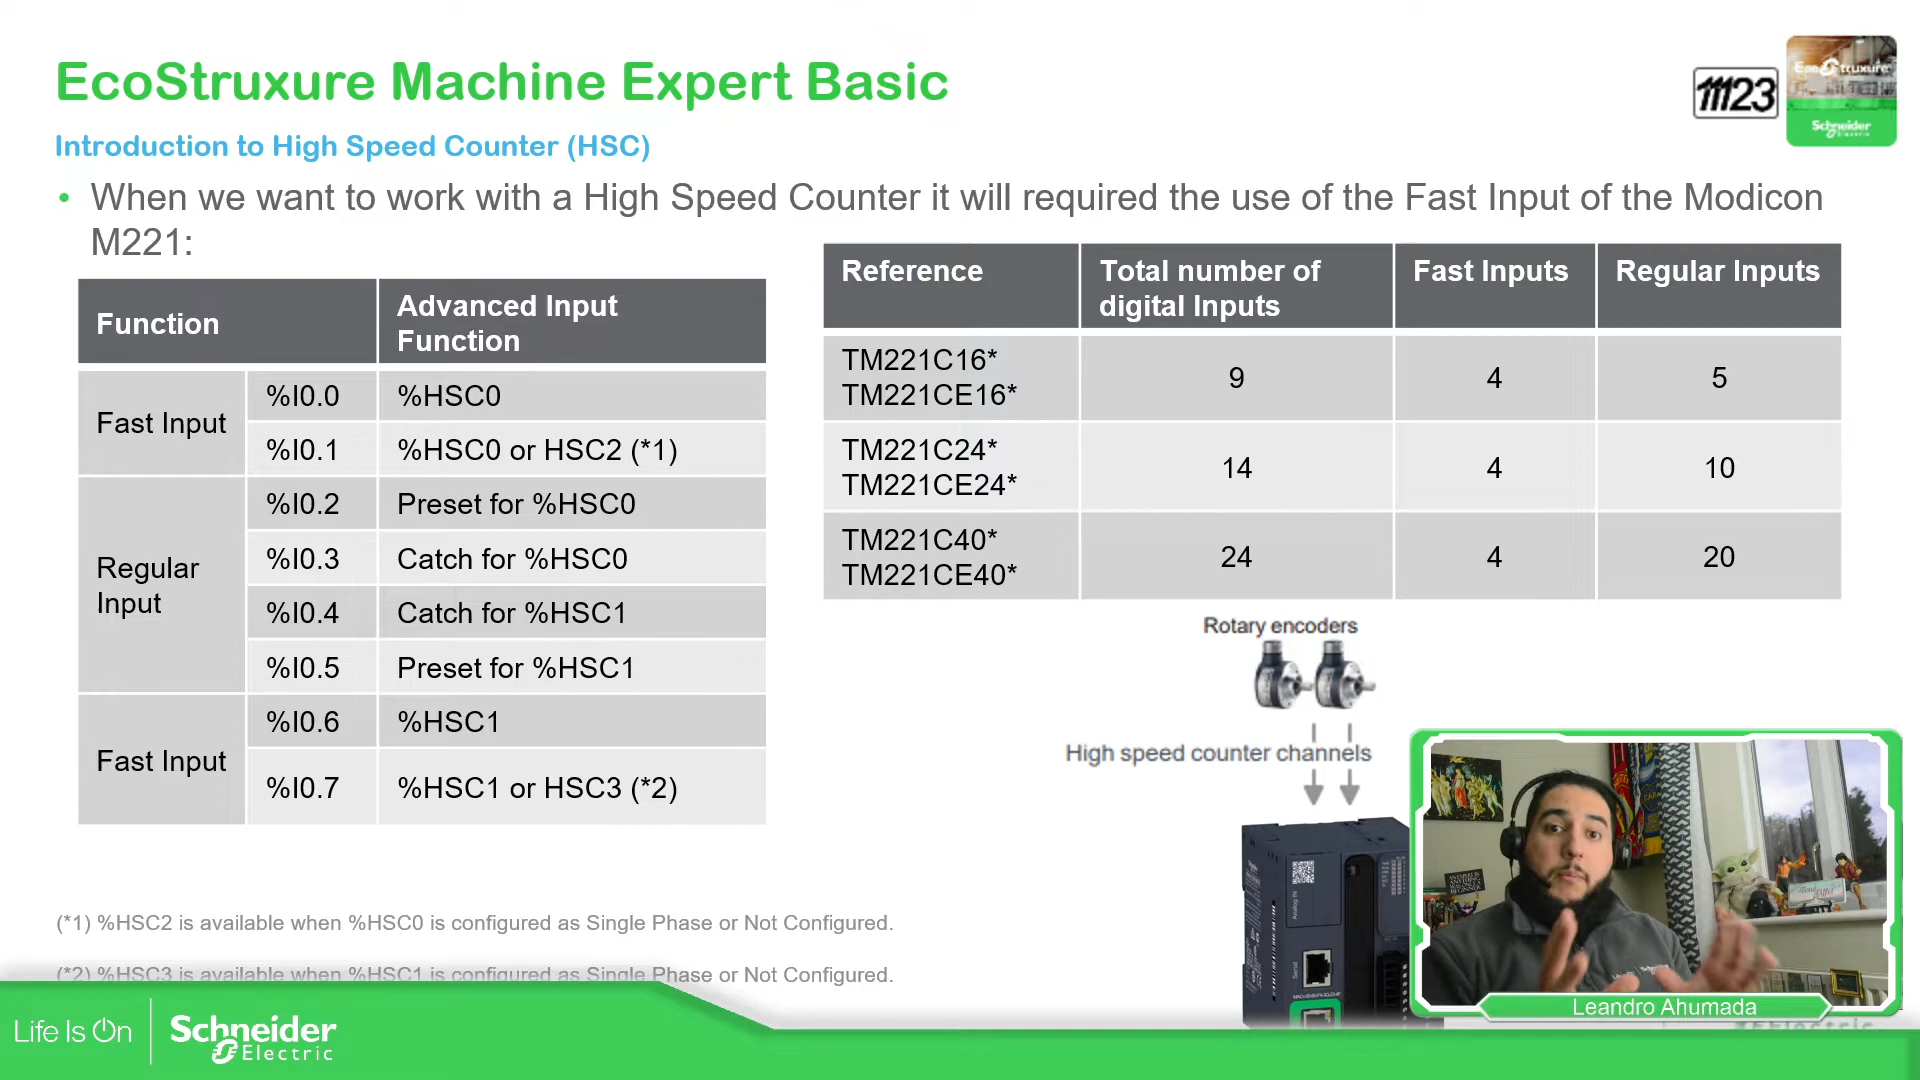 EcoStruxure Machine Expert Basic
Introduction to High Speed Counter (HSC)
• When we want to work with a High Speed Counter it will required the use of the Fast Input of the Modicon
M221:
Function
Advanced Input
Function
Fast Input
%I0.0 %HSC0
%I0.1 %HSC0 or HSC2 (*1)
Regular
Input
%I0.2 Preset for %HSC0
%I0.3 Catch for %HSC0
%I0.4 Catch for %HSC1
%I0.5 Preset for %HSC1
Fast Input
%I0.6 %HSC1
%I0.7 %HSC1 or HSC3 (*2)
Reference
Total number of
digital Inputs
Fast Inputs
Regular Inputs
TM221C16*
TM221CE16*
9 4 5
TM221C24*
TM221CE24*
14 4 10
TM221C40*
TM221CE40*
24 4 20
Rotary encoders
High speed counter channels
(*1) %HSC2 is available when %HSC0 is configured as Single Phase or Not Configured.
(*2) %HSC3 is available when %HSC1 is configured as Single Phase or Not Configured.
11123
EcoStruxure
Schneider
Electric
Analog IN
Serial
Leandro Ahumada
Life Is On
Schneider
Electric